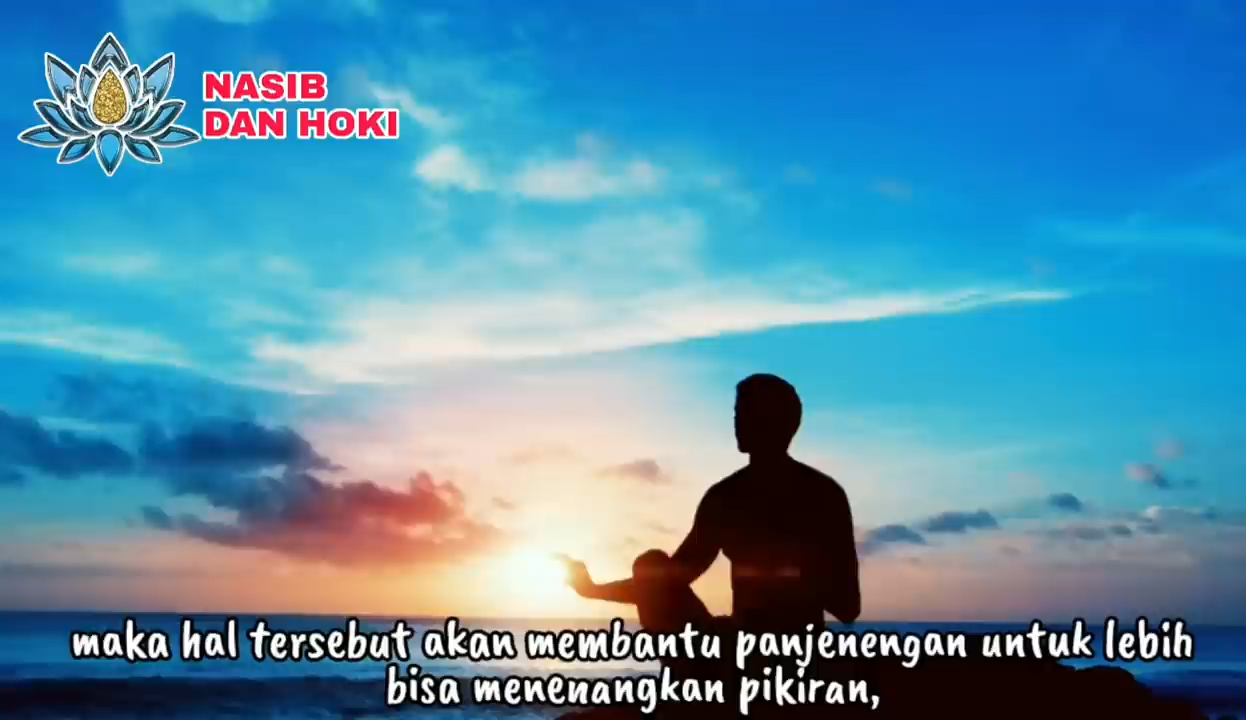 NASIB
DAN HOKI
maka hal tersebut akan membantu panjenengan untuk lebih
bisa menenangkan pikiran,